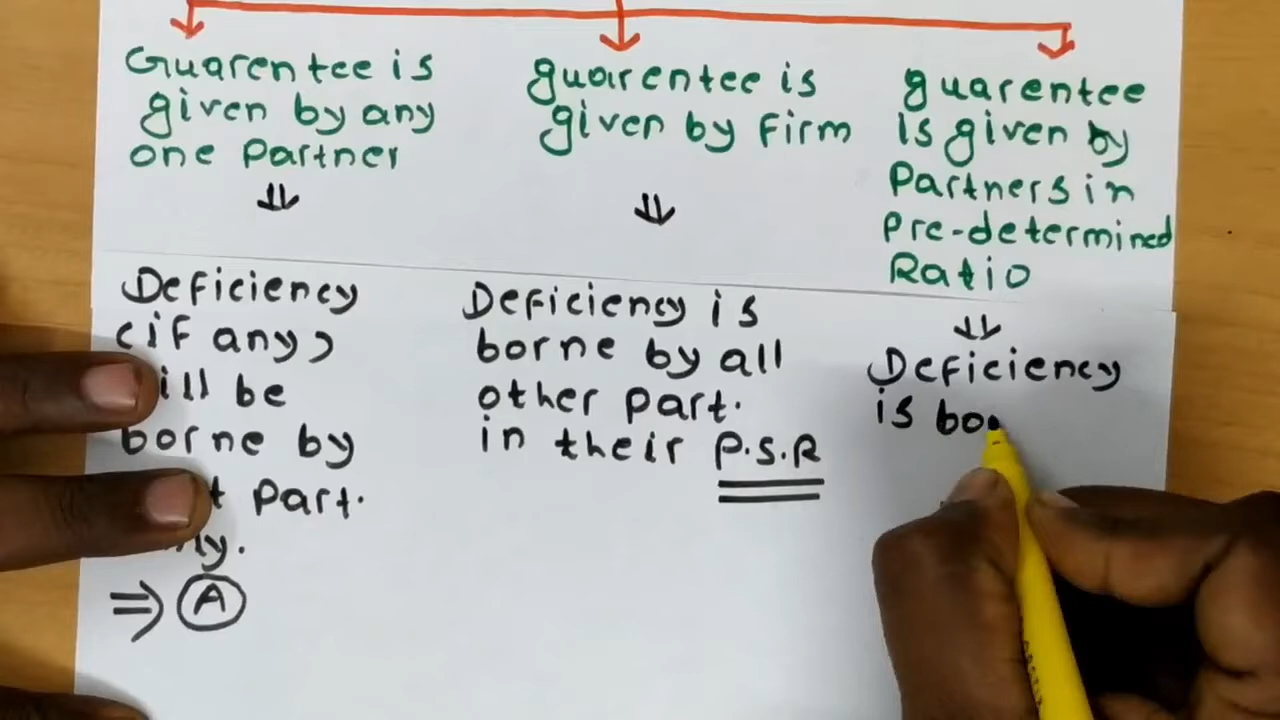 Guarentee is
given by any
one Partner
Deficiency
(if any)
be
borne by
Part.
⇒ A
guarentee is
given by Firm
Deficiency is
borne by all
other part.
in their P.S.R
guarentee
is given by
Partners in
Pre-determined
Ratio
Deficiency
is bo